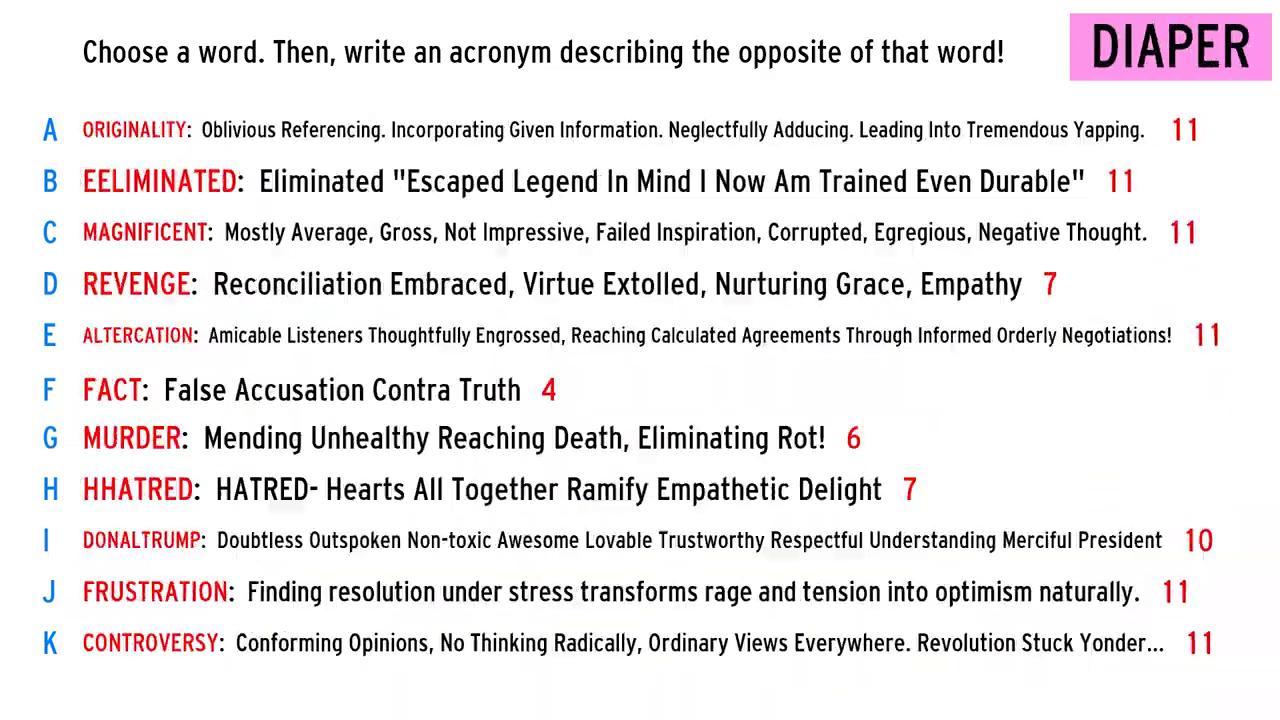 Choose a word. Then, write an acronym describing the opposite of that word!
DIAPER
A ORIGINALITY: Oblivious Referencing. Incorporating Given Information. Neglectfully Adducing. Leading Into Tremendous Yapping. 11
B EELIMINATED: Eliminated "Escaped Legend In Mind I Now Am Trained Even Durable" 11
C MAGNIFICENT: Mostly Average, Gross, Not Impressive, Failed Inspiration, Corrupted, Egregious, Negative Thought. 11
D REVENGE: Reconciliation Embraced, Virtue Extolled, Nurturing Grace, Empathy 7
E ALTERCATION: Amicable Listeners Thoughtfully Engrossed, Reaching Calculated Agreements Through Informed Orderly Negotiations! 11
F FACT: False Accusation Contra Truth 4
G MURDER: Mending Unhealthy Reaching Death, Eliminating Rot! 6
H HHATRED: HATRED- Hearts All Together Ramify Empathetic Delight 7
I DONALTRUMP: Doubtless Outspoken Non-toxic Awesome Lovable Trustworthy Respectful Understanding Merciful President 10
J FRUSTRATION: Finding resolution under stress transforms rage and tension into optimism naturally. 11
K CONTROVERSY: Conforming Opinions, No Thinking Radically, Ordinary Views Everywhere. Revolution Stuck Yonder... 11